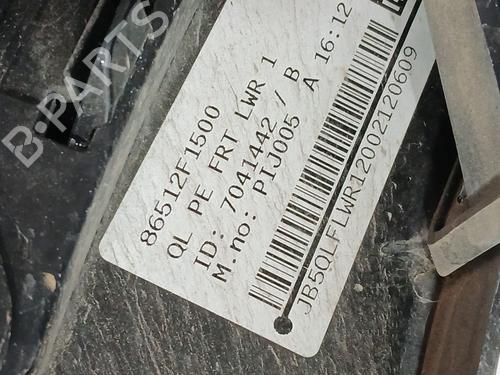 B-PARTS
86512F1500
QL PE FRT LWR 1
ID: 7041442 / B
M.no: PIJ005 A 16:12
JB5QLFLWR12002120609